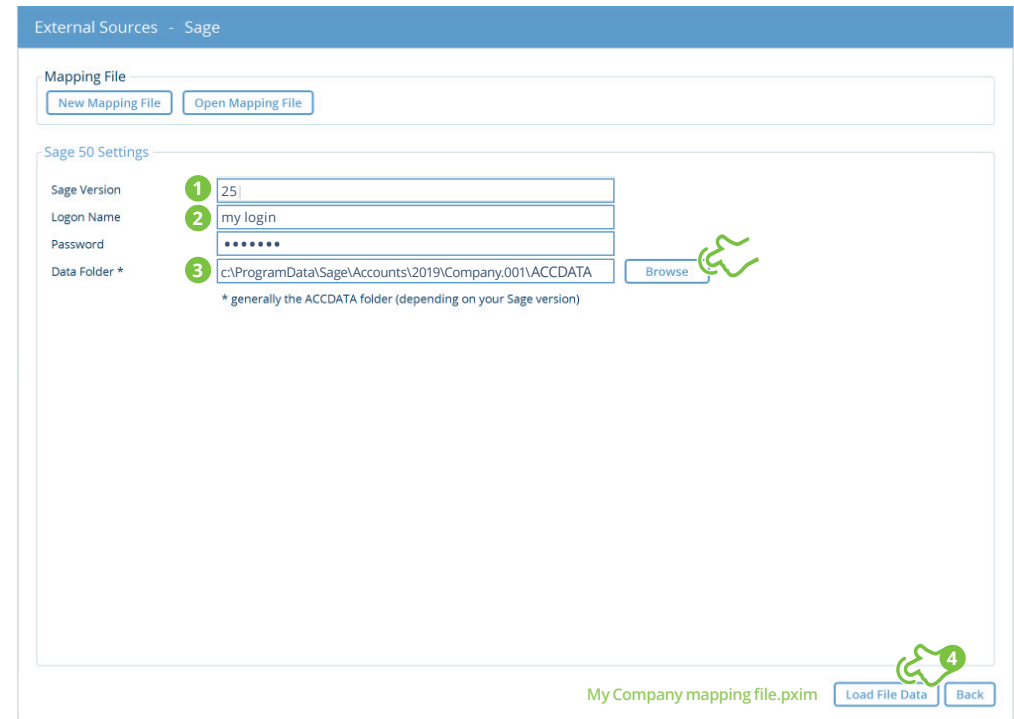 External Sources - Sage
Mapping File
New Mapping File Open Mapping File
Sage 50 Settings
Sage Version 1 25
Logon Name 2 my login
Password •••••••
Data Folder * 3 c:\ProgramData\Sage\Accounts\2019\Company.001\ACCDATA Browse
* generally the ACCDATA folder (depending on your Sage version)
4
My Company mapping file.pxim Load File Data Back